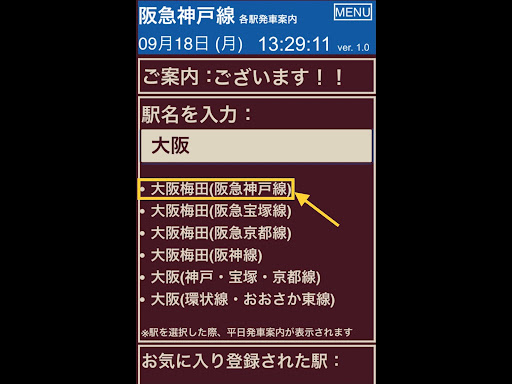 阪急神戸線 各駅発車案内 MENU
09月18日 (月) 13:29:11 ver. 1.0
ご案内：ございます！！
駅名を入力：
大阪
• 大阪梅田(阪急神戸線)
• 大阪梅田(阪急宝塚線)
• 大阪梅田(阪急京都線)
• 大阪梅田(阪神線)
• 大阪(神戸・宝塚・京都線)
• 大阪(環状線・おおさか東線)
※駅を選択した際、平日発車案内が表示されます
お気に入り登録された駅：